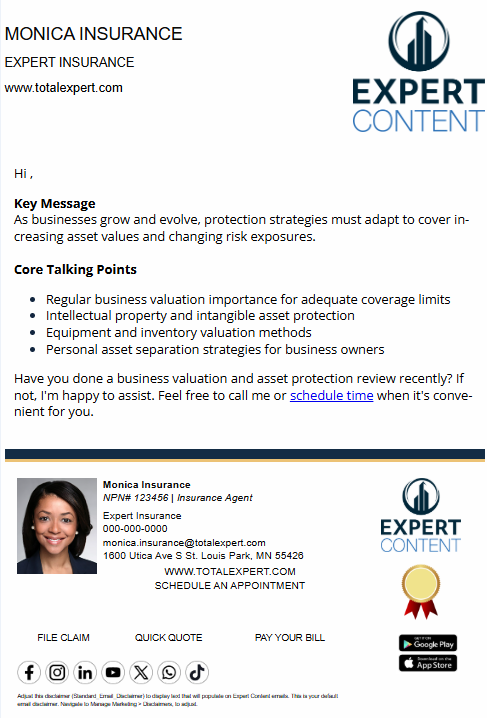 MONICA INSURANCE
EXPERT INSURANCE
www.totalexpert.com
EXPERT
CONTENT
Hi ,
Key Message
As businesses grow and evolve, protection strategies must adapt to cover in-
creasing asset values and changing risk exposures.
Core Talking Points
• Regular business valuation importance for adequate coverage limits
• Intellectual property and intangible asset protection
• Equipment and inventory valuation methods
• Personal asset separation strategies for business owners
Have you done a business valuation and asset protection review recently? If
not, I'm happy to assist. Feel free to call me or schedule time when it's conve-
nient for you.
Monica Insurance
NPN# 123456 | Insurance Agent
Expert Insurance
000-000-0000
monica.insurance@totalexpert.com
1600 Utica Ave S St. Louis Park, MN 55426
WWW.TOTALEXPERT.COM
SCHEDULE AN APPOINTMENT
EXPERT
CONTENT
FILE CLAIM QUICK QUOTE PAY YOUR BILL
GET IT ON
Google Play
Download on the
App Store
Adjust this disclaimer (Standard_Email_Disclaimer) to display text that will populate on Expert Content emails. This is your default
email disclaimer. Navigate to Manage Marketing > Disclaimers, to adjust.